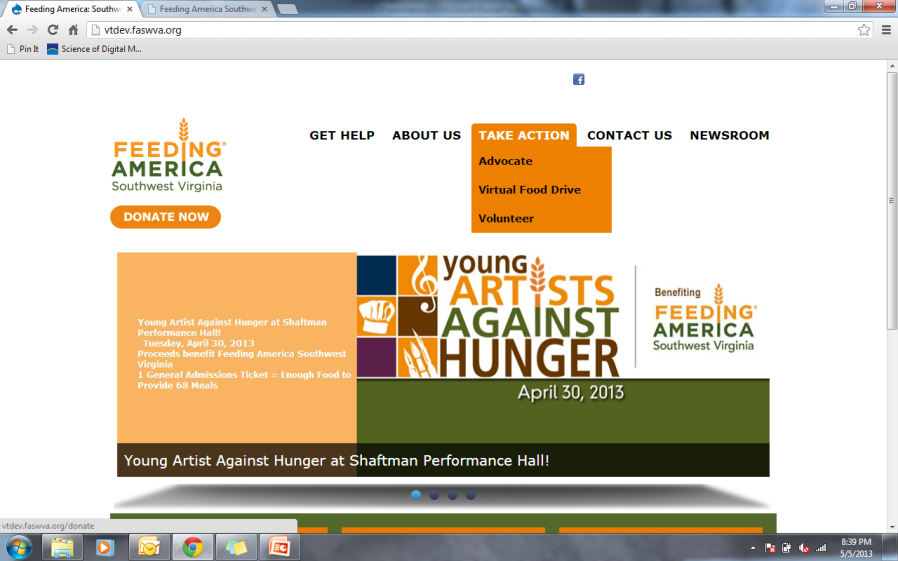 Feeding America: Southw
Feeding America Southwes
vtdev.faswva.org
Pin It
Science of Digital M...
GET HELP
ABOUT US
TAKE ACTION
CONTACT US
NEWSROOM
Advocate
Virtual Food Drive
Volunteer
FEEDING
AMERICA
Southwest Virginia
DONATE NOW
Young Artist Against Hunger at Shaftman
Performance Hall!
Tuesday, April 30, 2013
Proceeds benefit Feeding America Southwest
Virginia
1 General Admissions Ticket = Enough Food to
Provide 68 Meals
young
ARTISTS
AGAINST
HUNGER
Benefiting
FEEDING
AMERICA
Southwest Virginia
April 30, 2013
Young Artist Against Hunger at Shaftman Performance Hall!
vtdev.faswva.org/donate
8:39 PM
5/5/2013